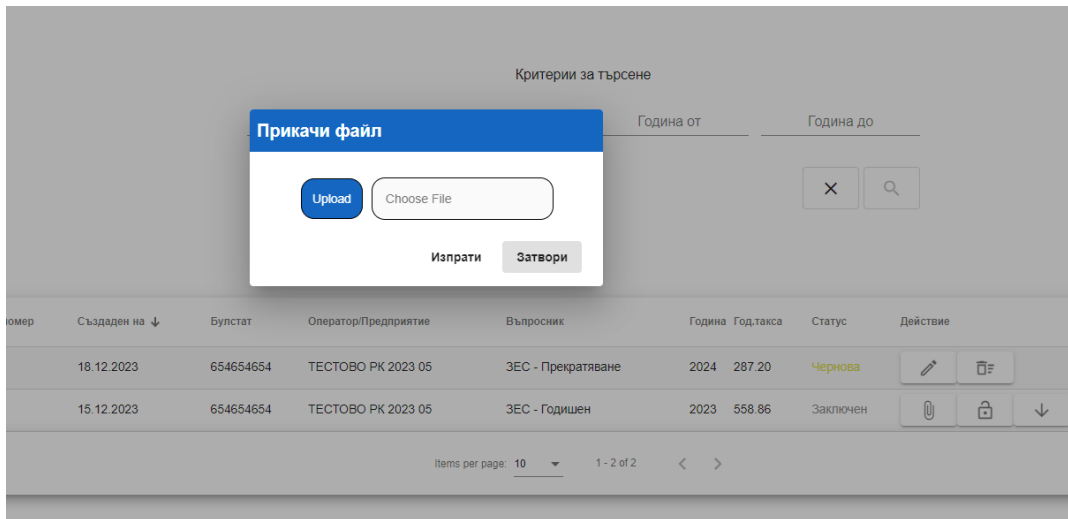 Критерии за търсене
Прикачи файл
Година от
Година до
Upload
Choose File
Изпрати
Затвори
номер Създаден на Булстат Оператор/Предприятие Въпросник Година Год.такса Статус Действие
18.12.2023 654654654 ТЕСТОВО РК 2023 05 ЗЕС - Прекратяване 2024 287.20 Чернова
15.12.2023 654654654 ТЕСТОВО РК 2023 05 ЗЕС - Годишен 2023 558.86 Заключен
Items per page: 10 1 - 2 of 2